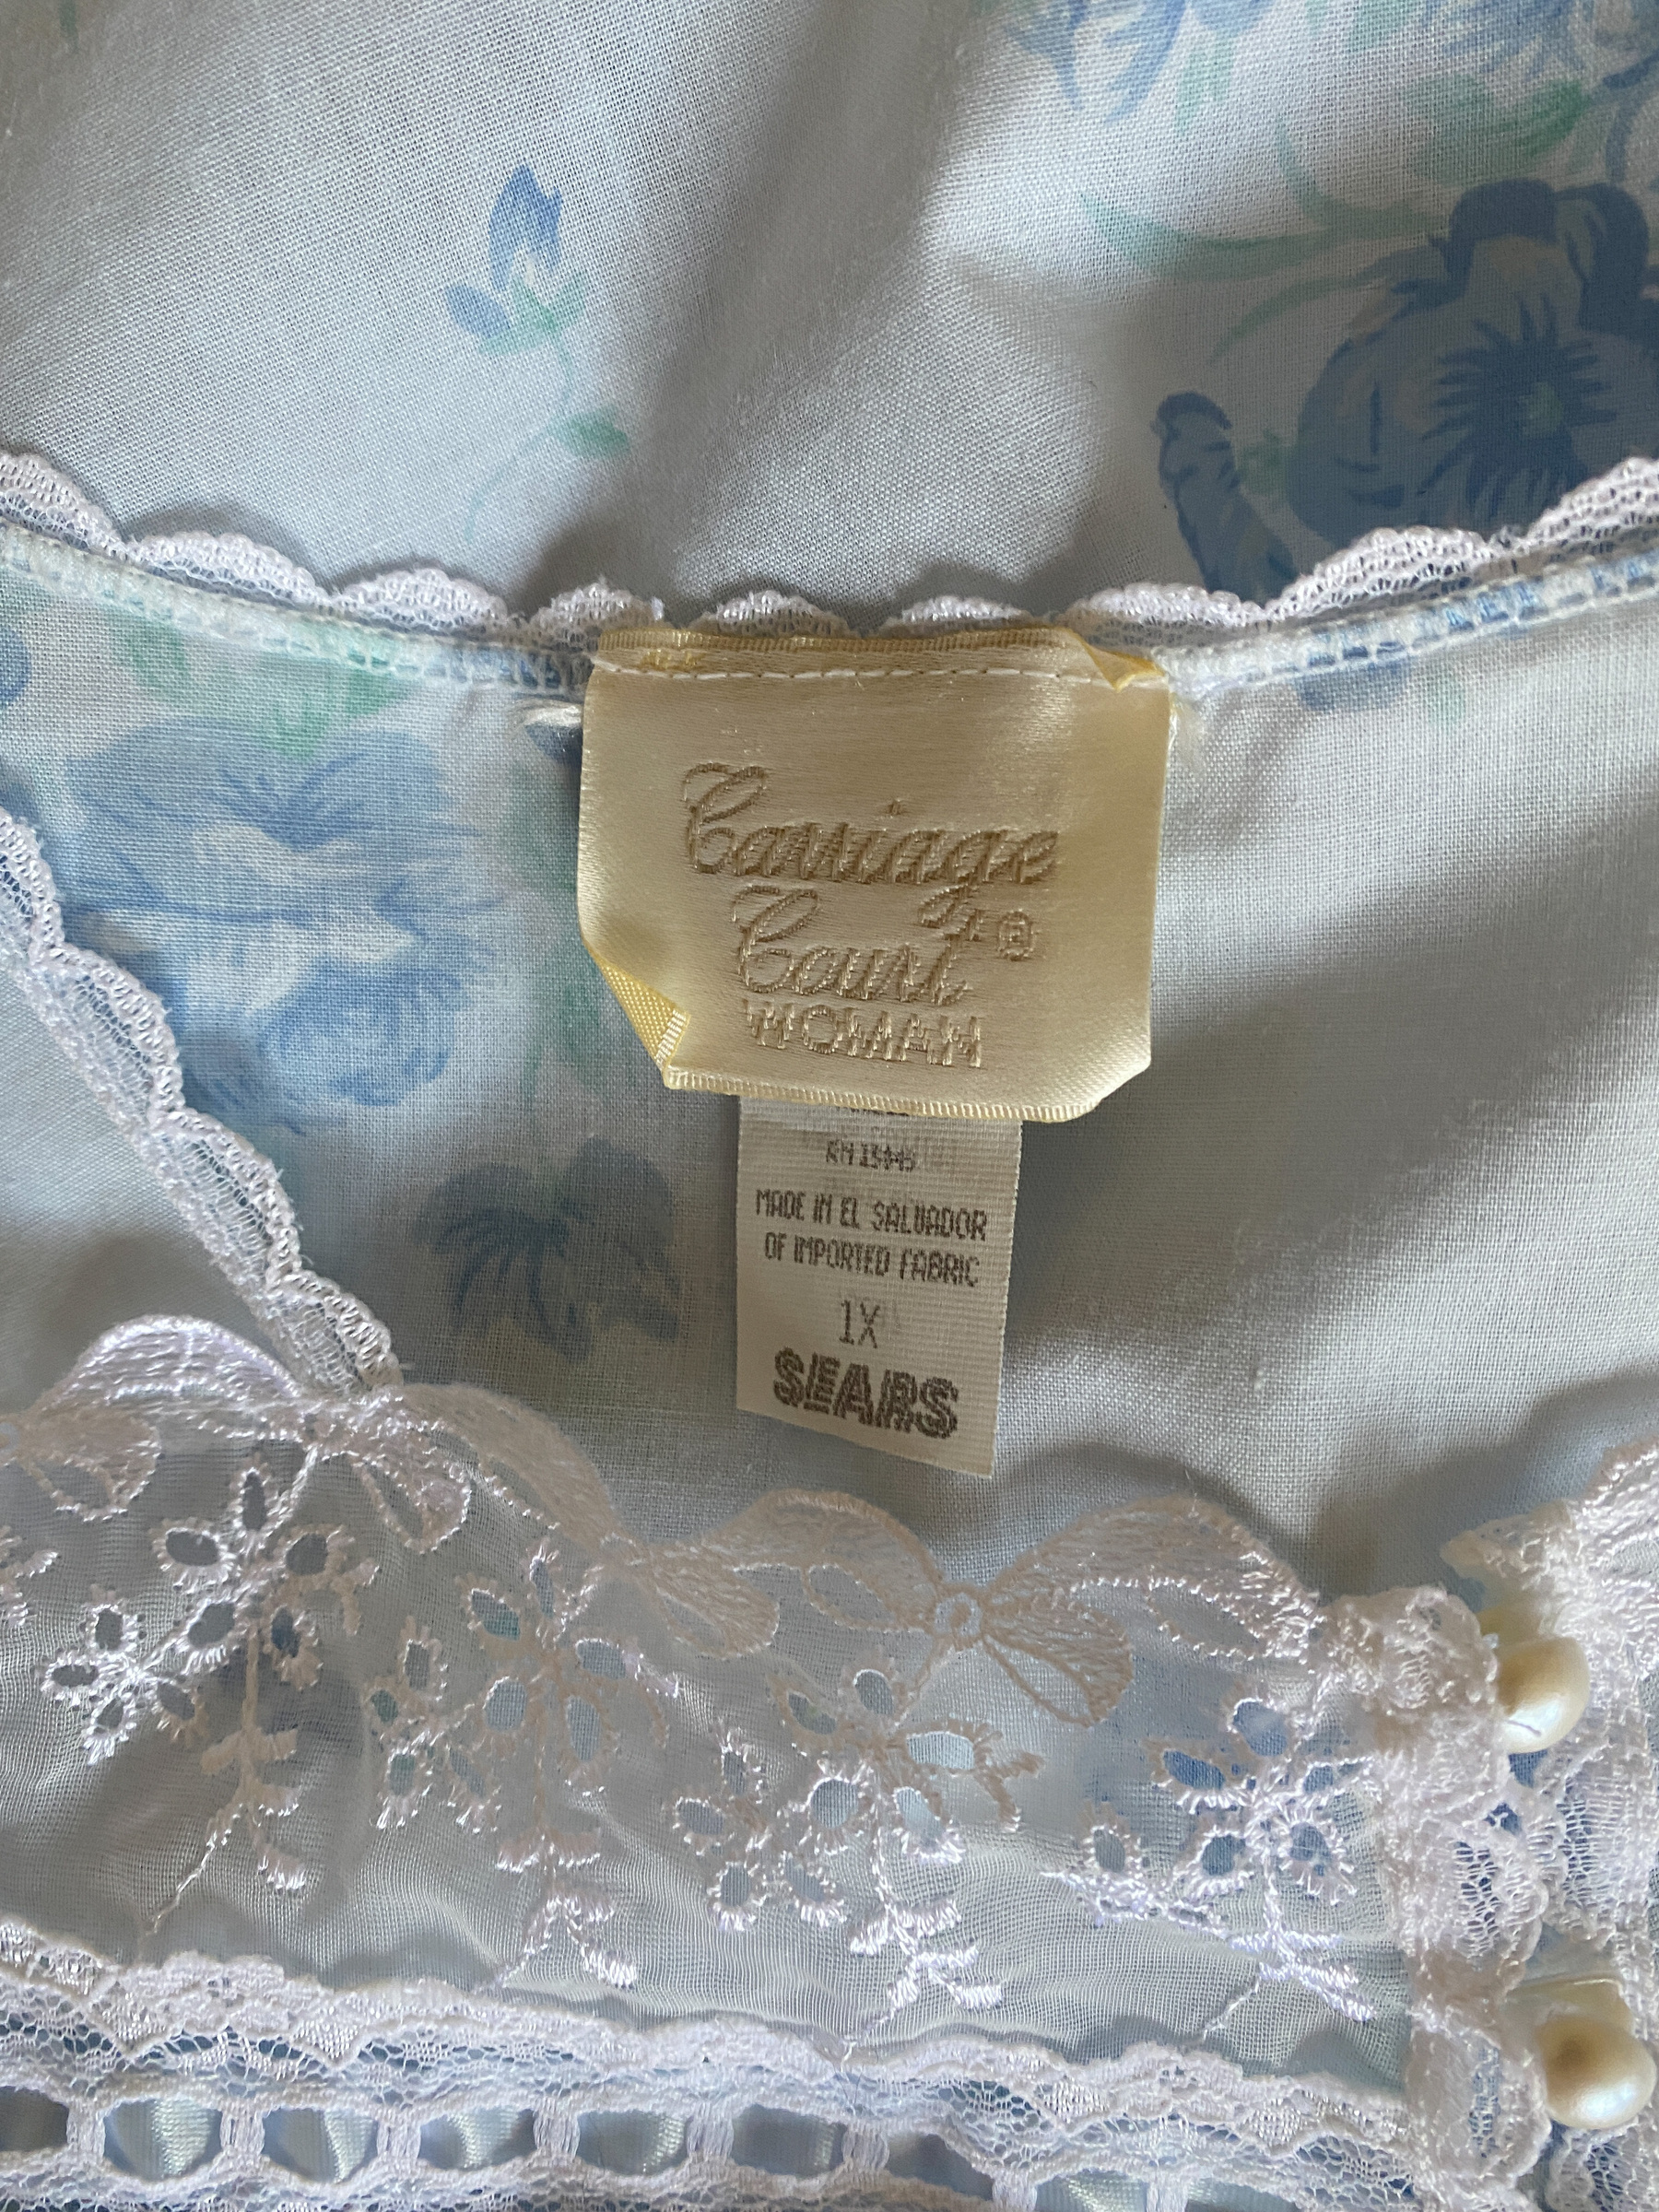 Carriage
Court ®
WOMAN
MADE IN EL SALVADOR
OF IMPORTED FABRIC
1X
SEARS